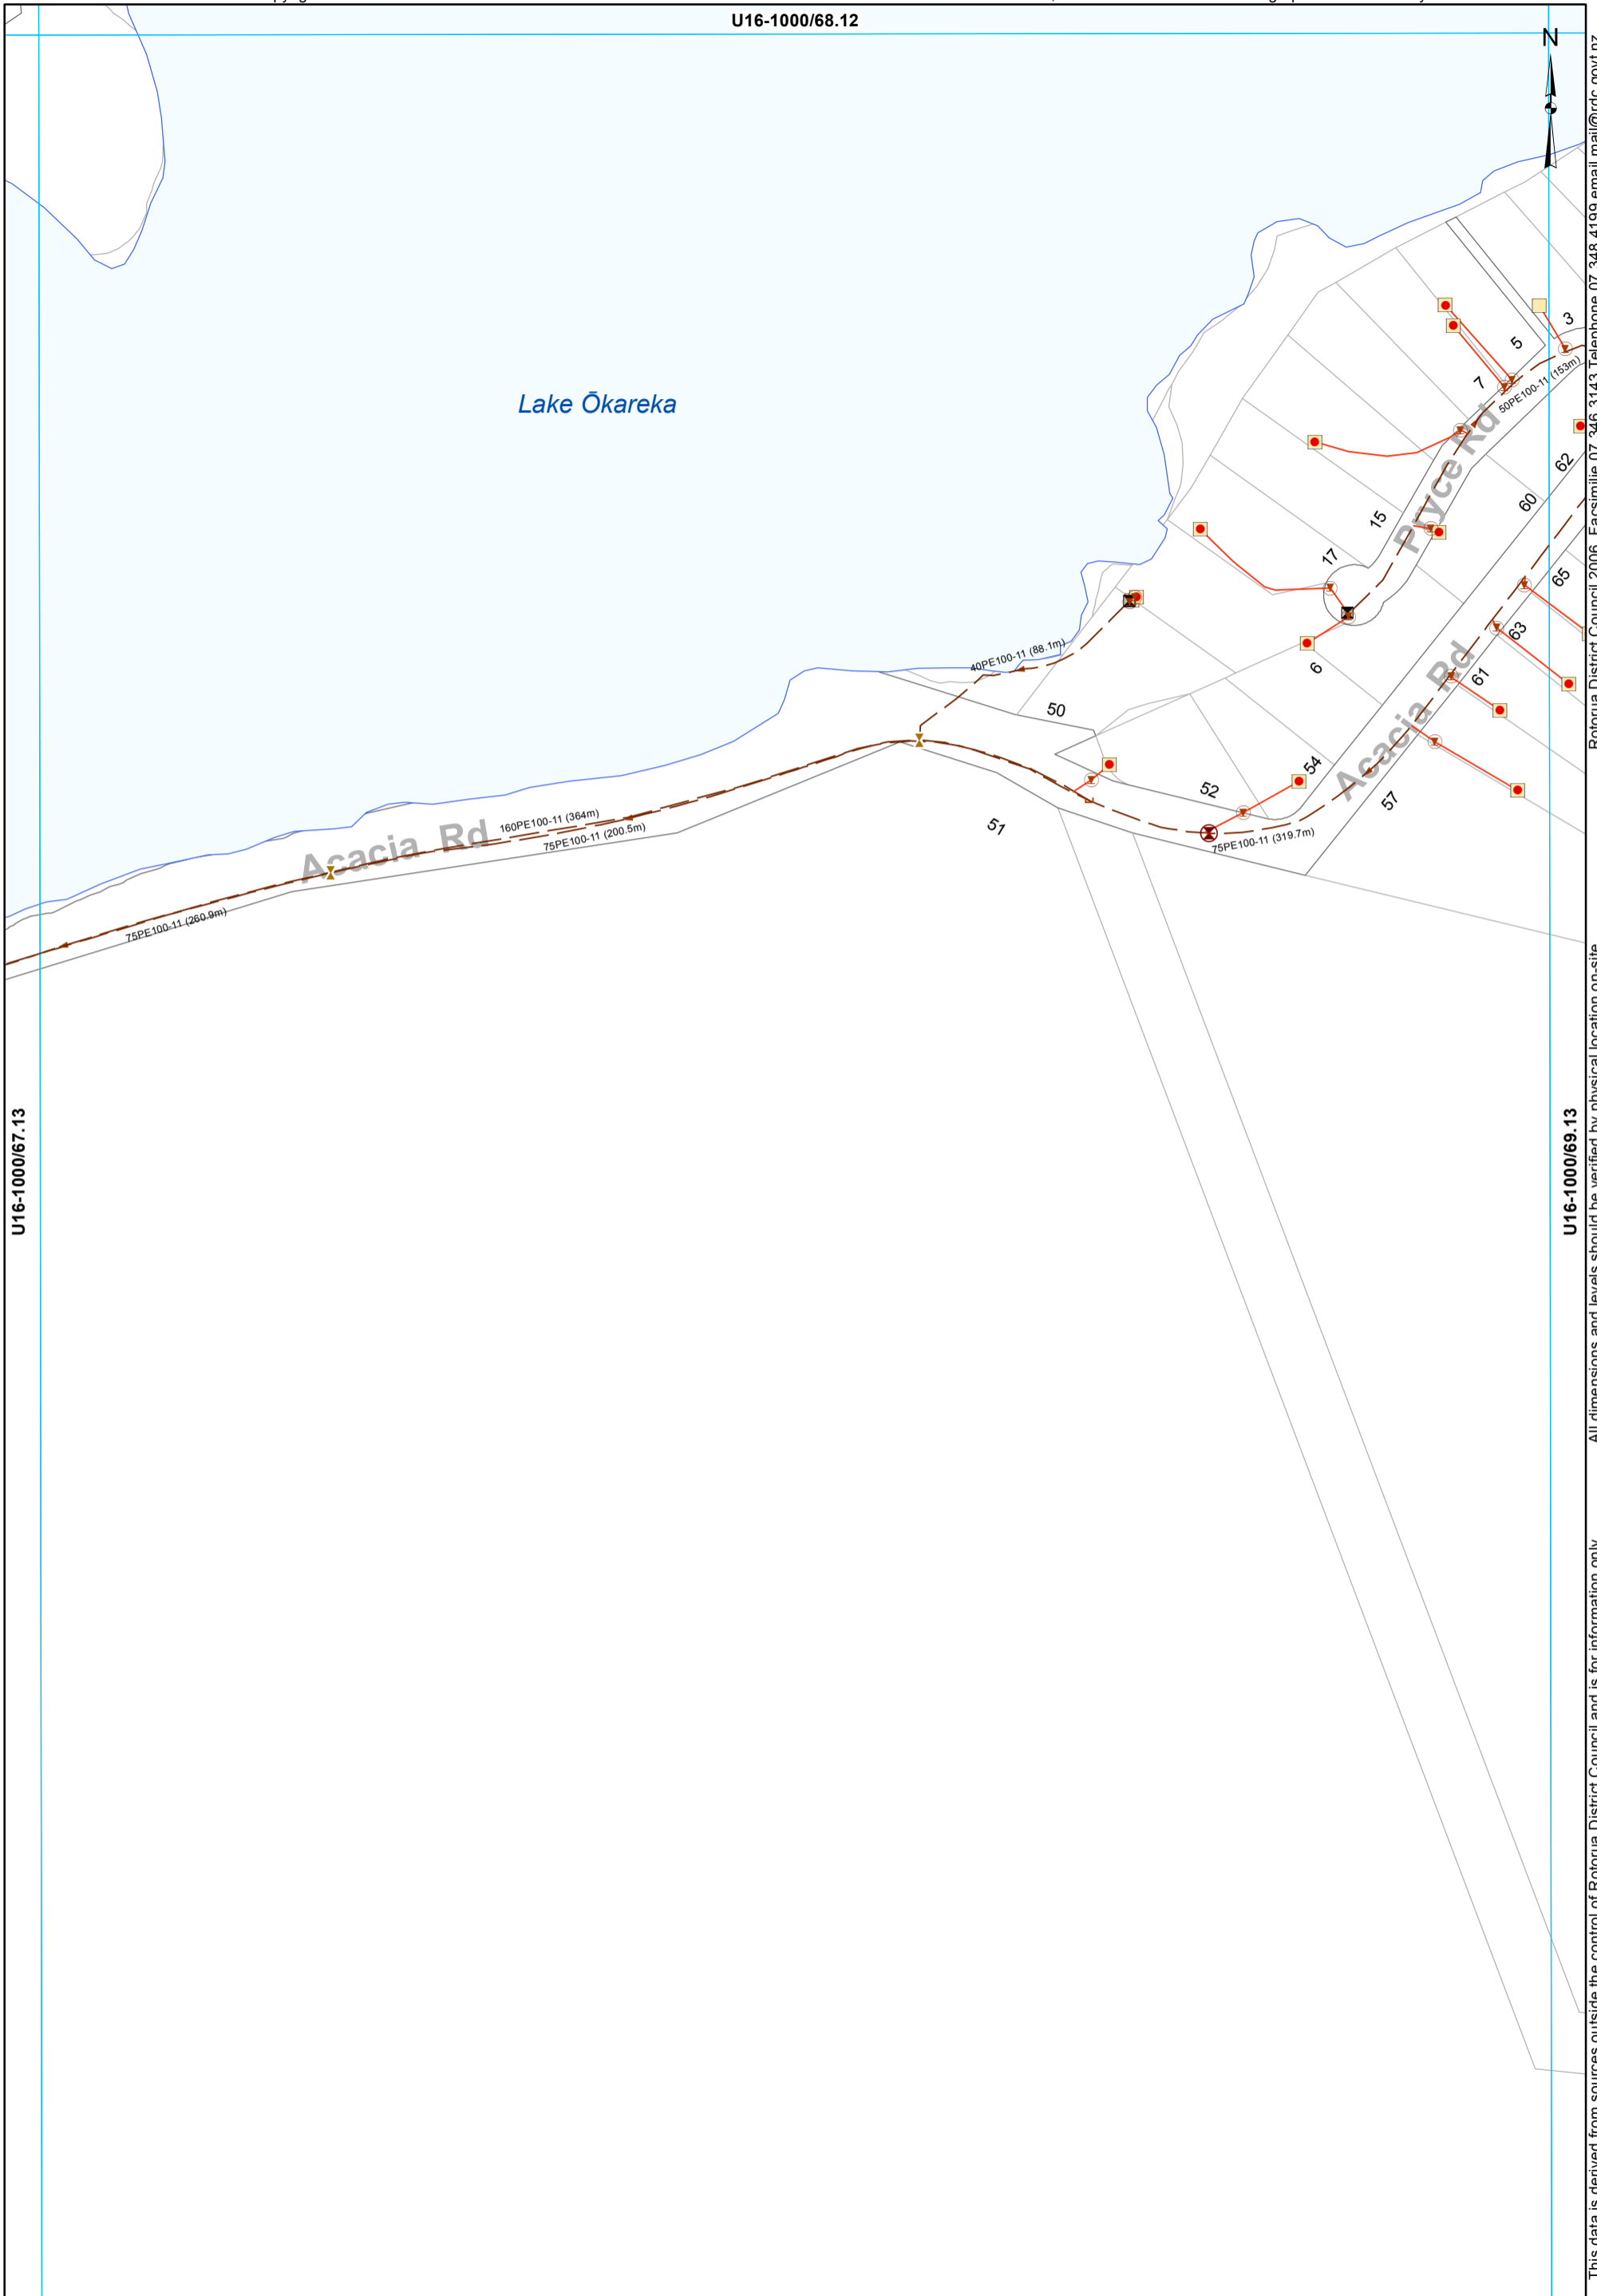 U16-1000/68.12
N
Lake Ōkareka
3
5
7
50PE100-11 (153m)
Pryce Rd
62
60
15
17
65
63
61
6
40PE100-11 (88.1m)
50
Acacia Rd
54
52
57
51
75PE100-11 (319.7m)
160PE100-11 (364m)
75PE100-11 (200.5m)
Acacia Rd
75PE100-11 (260.9m)
U16-1000/67.13
U16-1000/69.13
Rotorua District Council 2006. Facsimilie 07 346 3143 Telephone 07 348 4199 email mail@rdc.govt.nz
All dimensions and levels should be verified by physical location on-site
This data is derived from sources outside the control of Rotorua District Council and is for information only